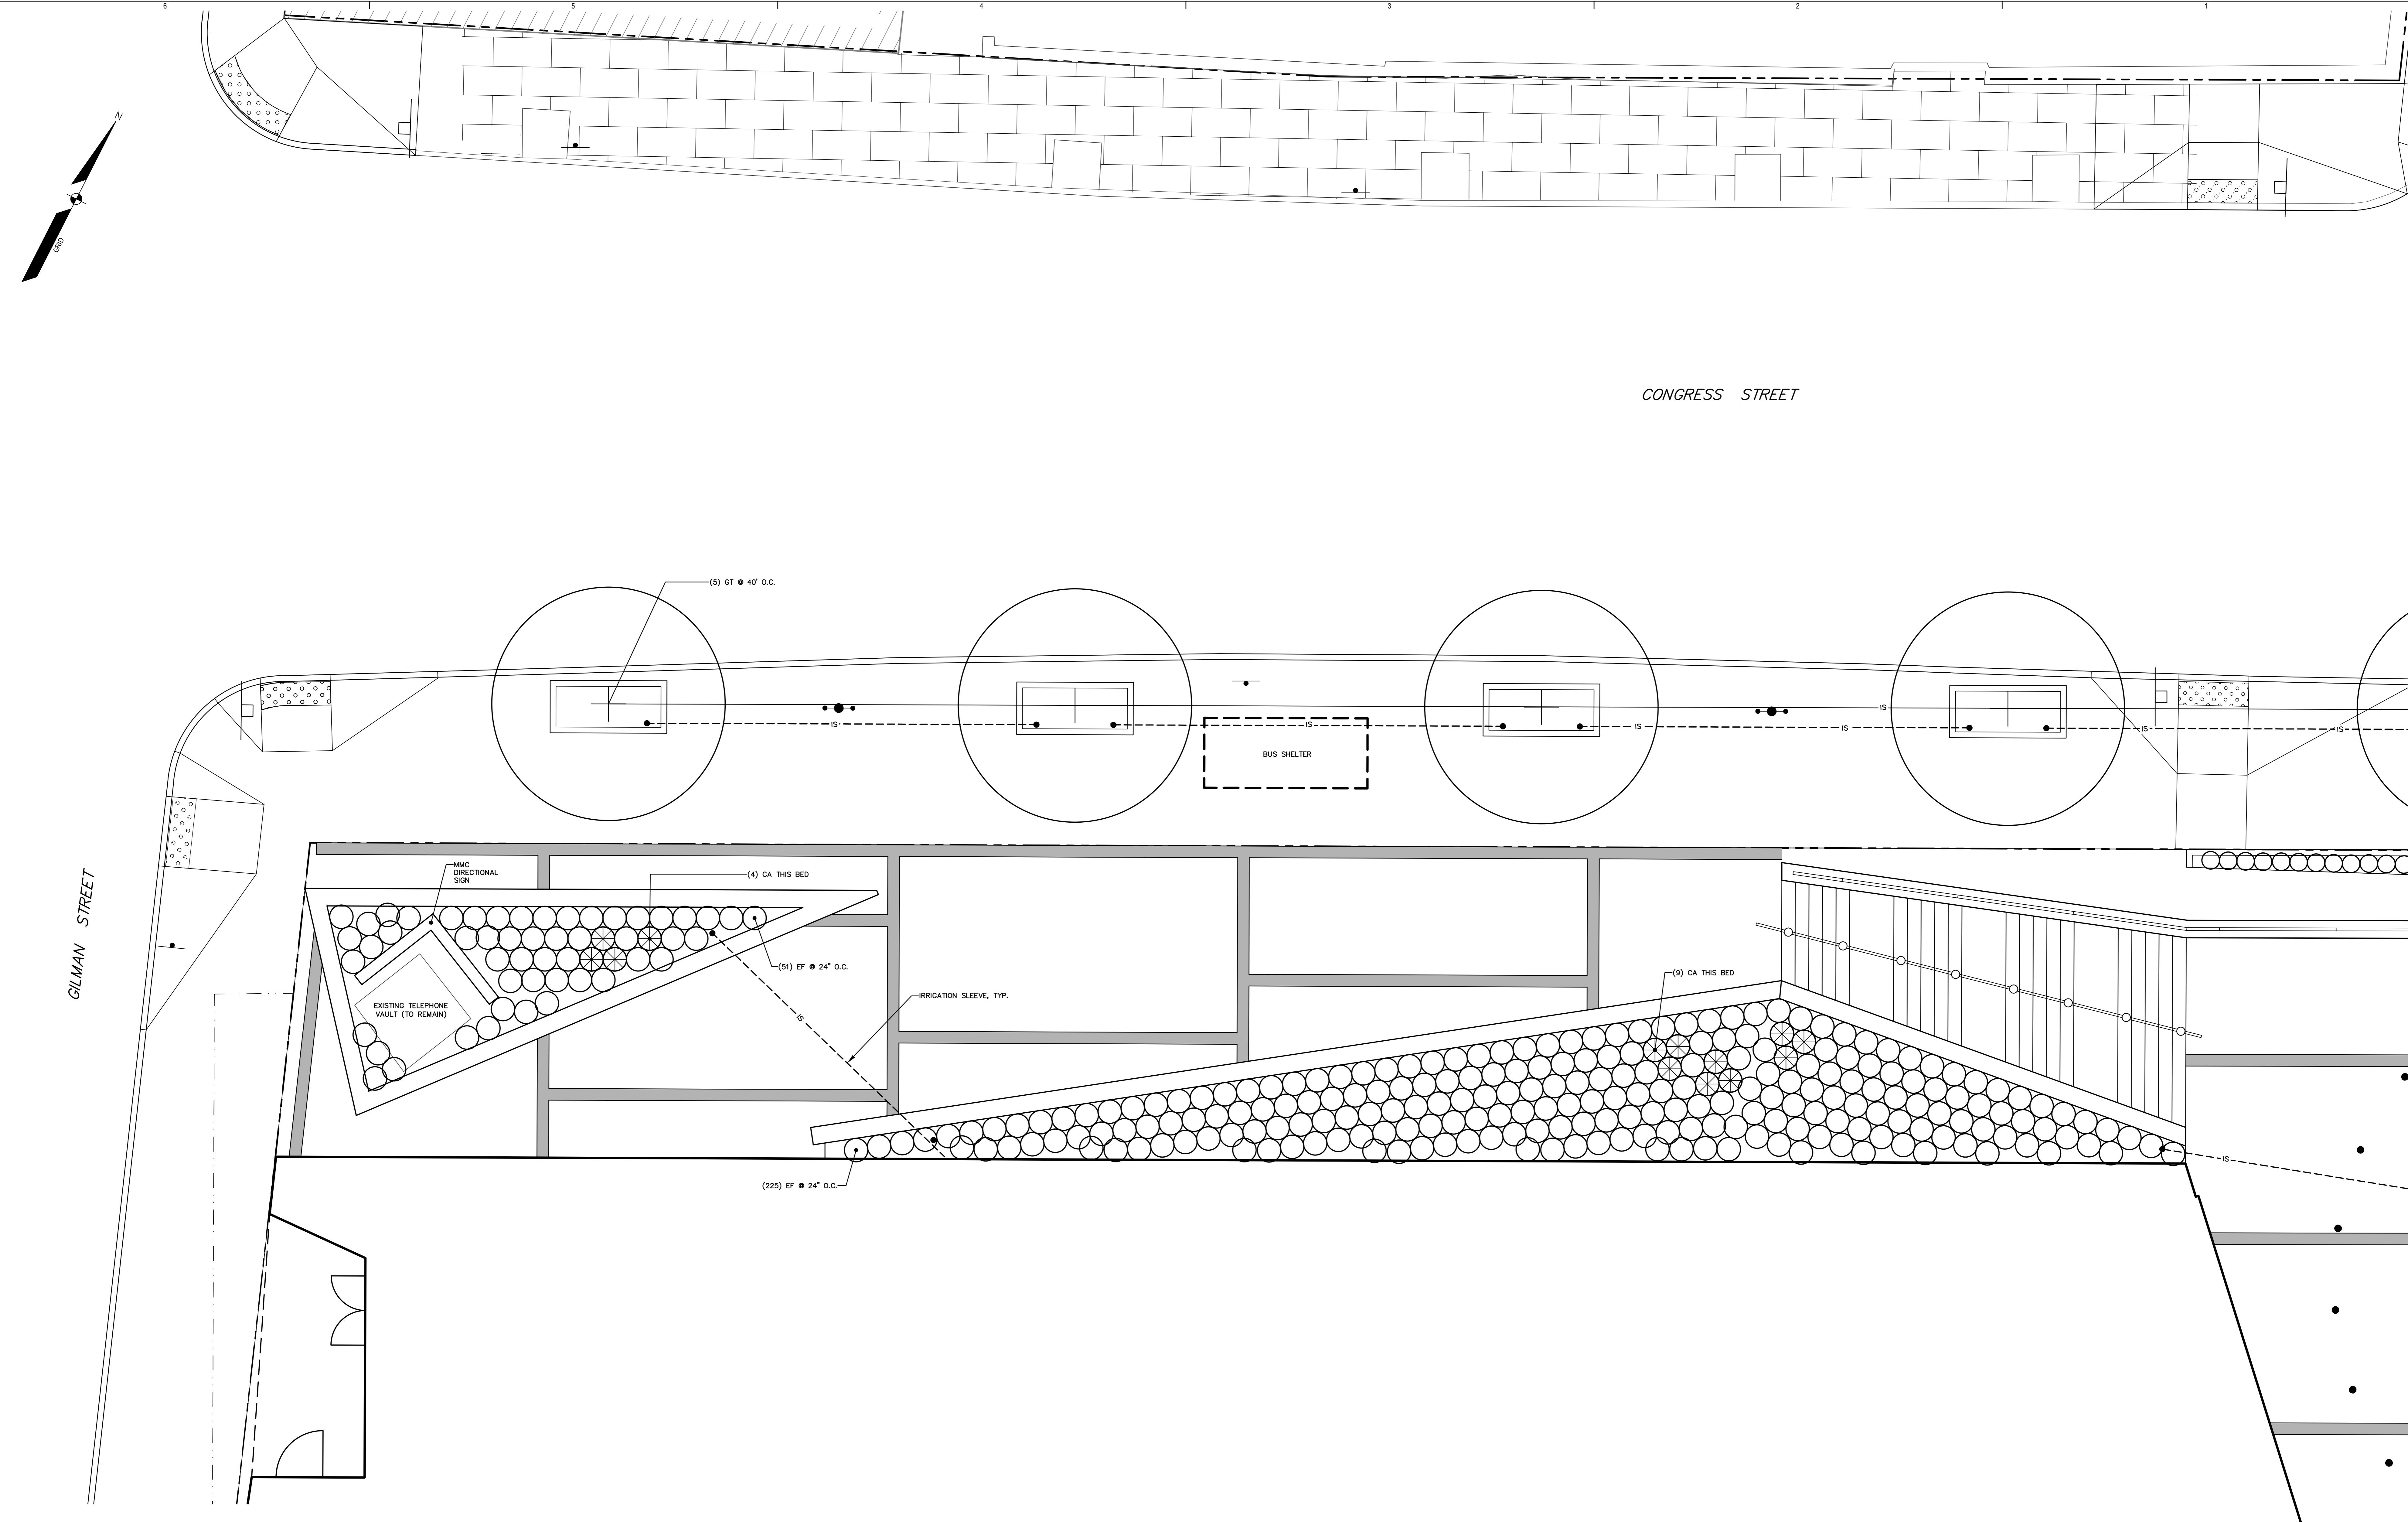 6 5 4 3 2 1
N
GRID
CONGRESS STREET
(5) GT @ 40' O.C.
IS IS IS IS IS IS IS
BUS SHELTER
MMC
DIRECTIONAL
SIGN
(4) CA THIS BED
GILMAN STREET
(51) EF @ 24" O.C.
(9) CA THIS BED
EXISTING TELEPHONE
VAULT (TO REMAIN)
IRRIGATION SLEEVE, TYP.
IS
IS
(225) EF @ 24" O.C.